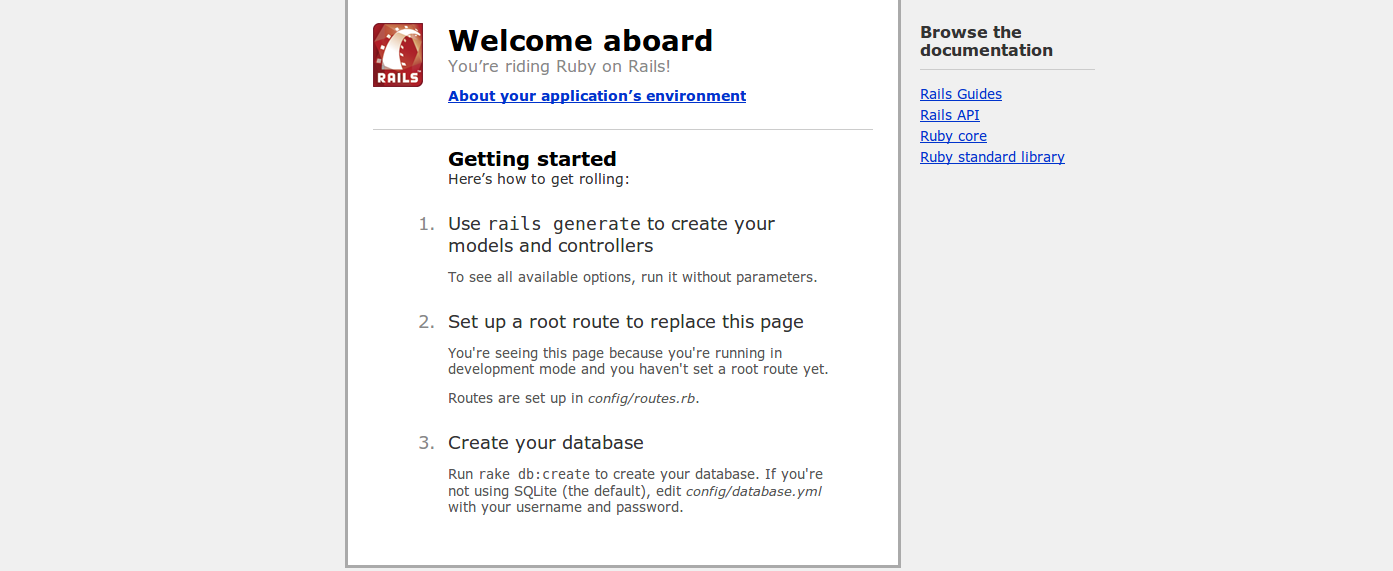 RAILS
Welcome aboard
You’re riding Ruby on Rails!
About your application’s environment
Getting started
Here’s how to get rolling:
1. Use rails generate to create your
models and controllers
To see all available options, run it without parameters.
2. Set up a root route to replace this page
You're seeing this page because you're running in
development mode and you haven't set a root route yet.
Routes are set up in config/routes.rb.
3. Create your database
Run rake db:create to create your database. If you're
not using SQLite (the default), edit config/database.yml
with your username and password.
Browse the
documentation
Rails Guides
Rails API
Ruby core
Ruby standard library